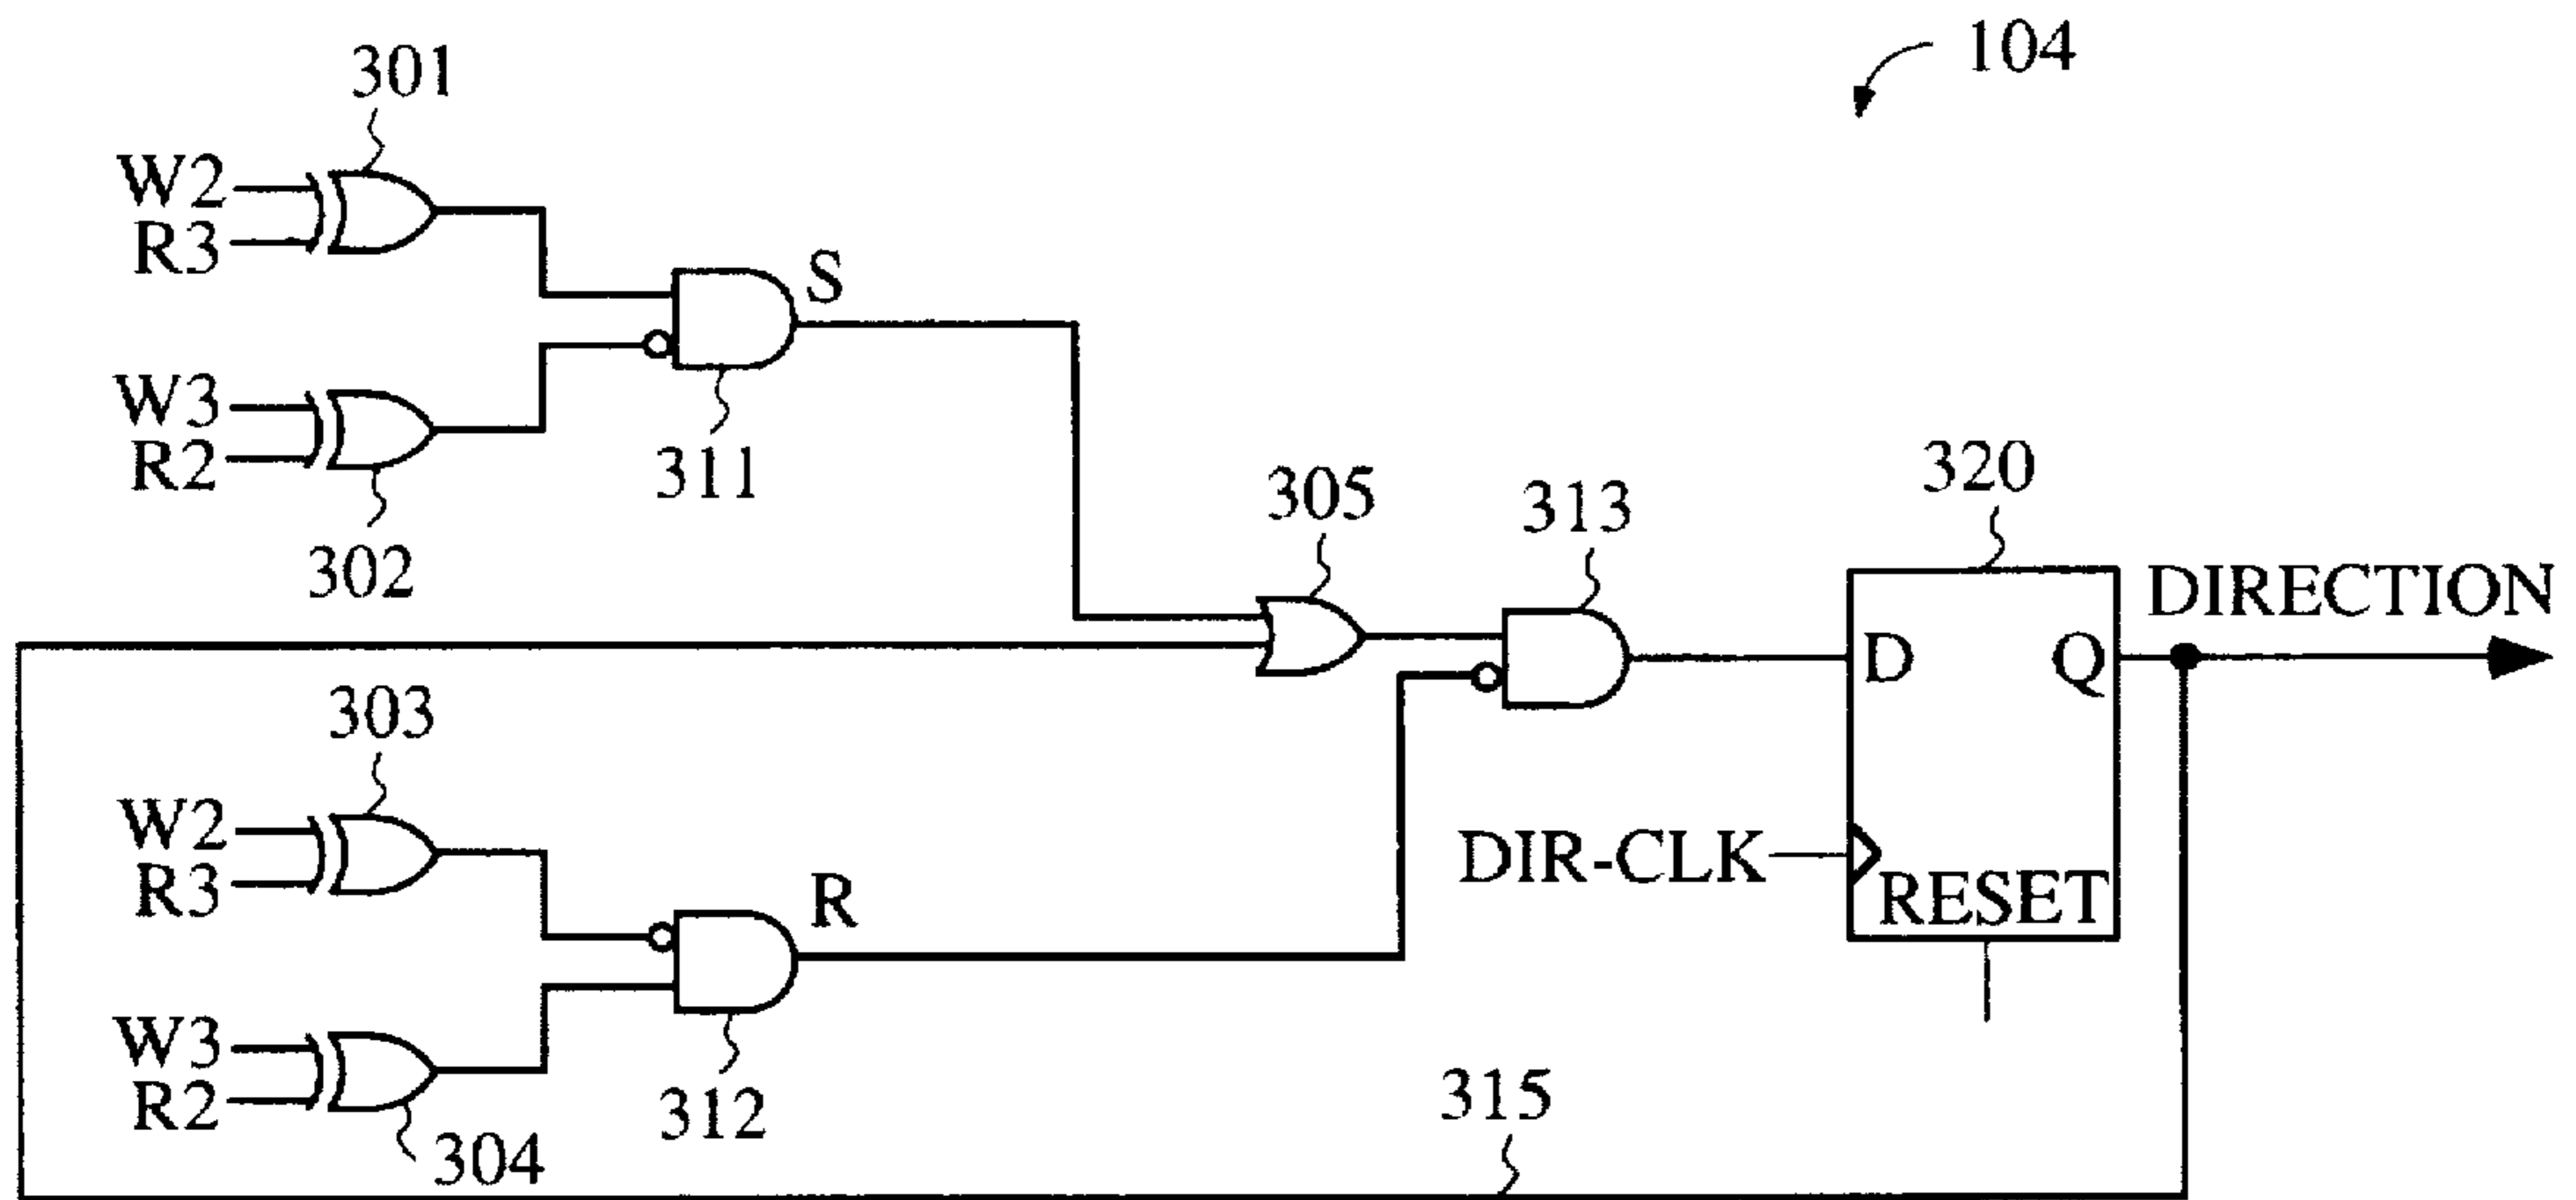 104
301
W2
R3
S
W3
R2
311
302
305
313
320
DIRECTION
D
Q
303
W2
R3
DIR-CLK
RESET
R
W3
R2
312
304
315